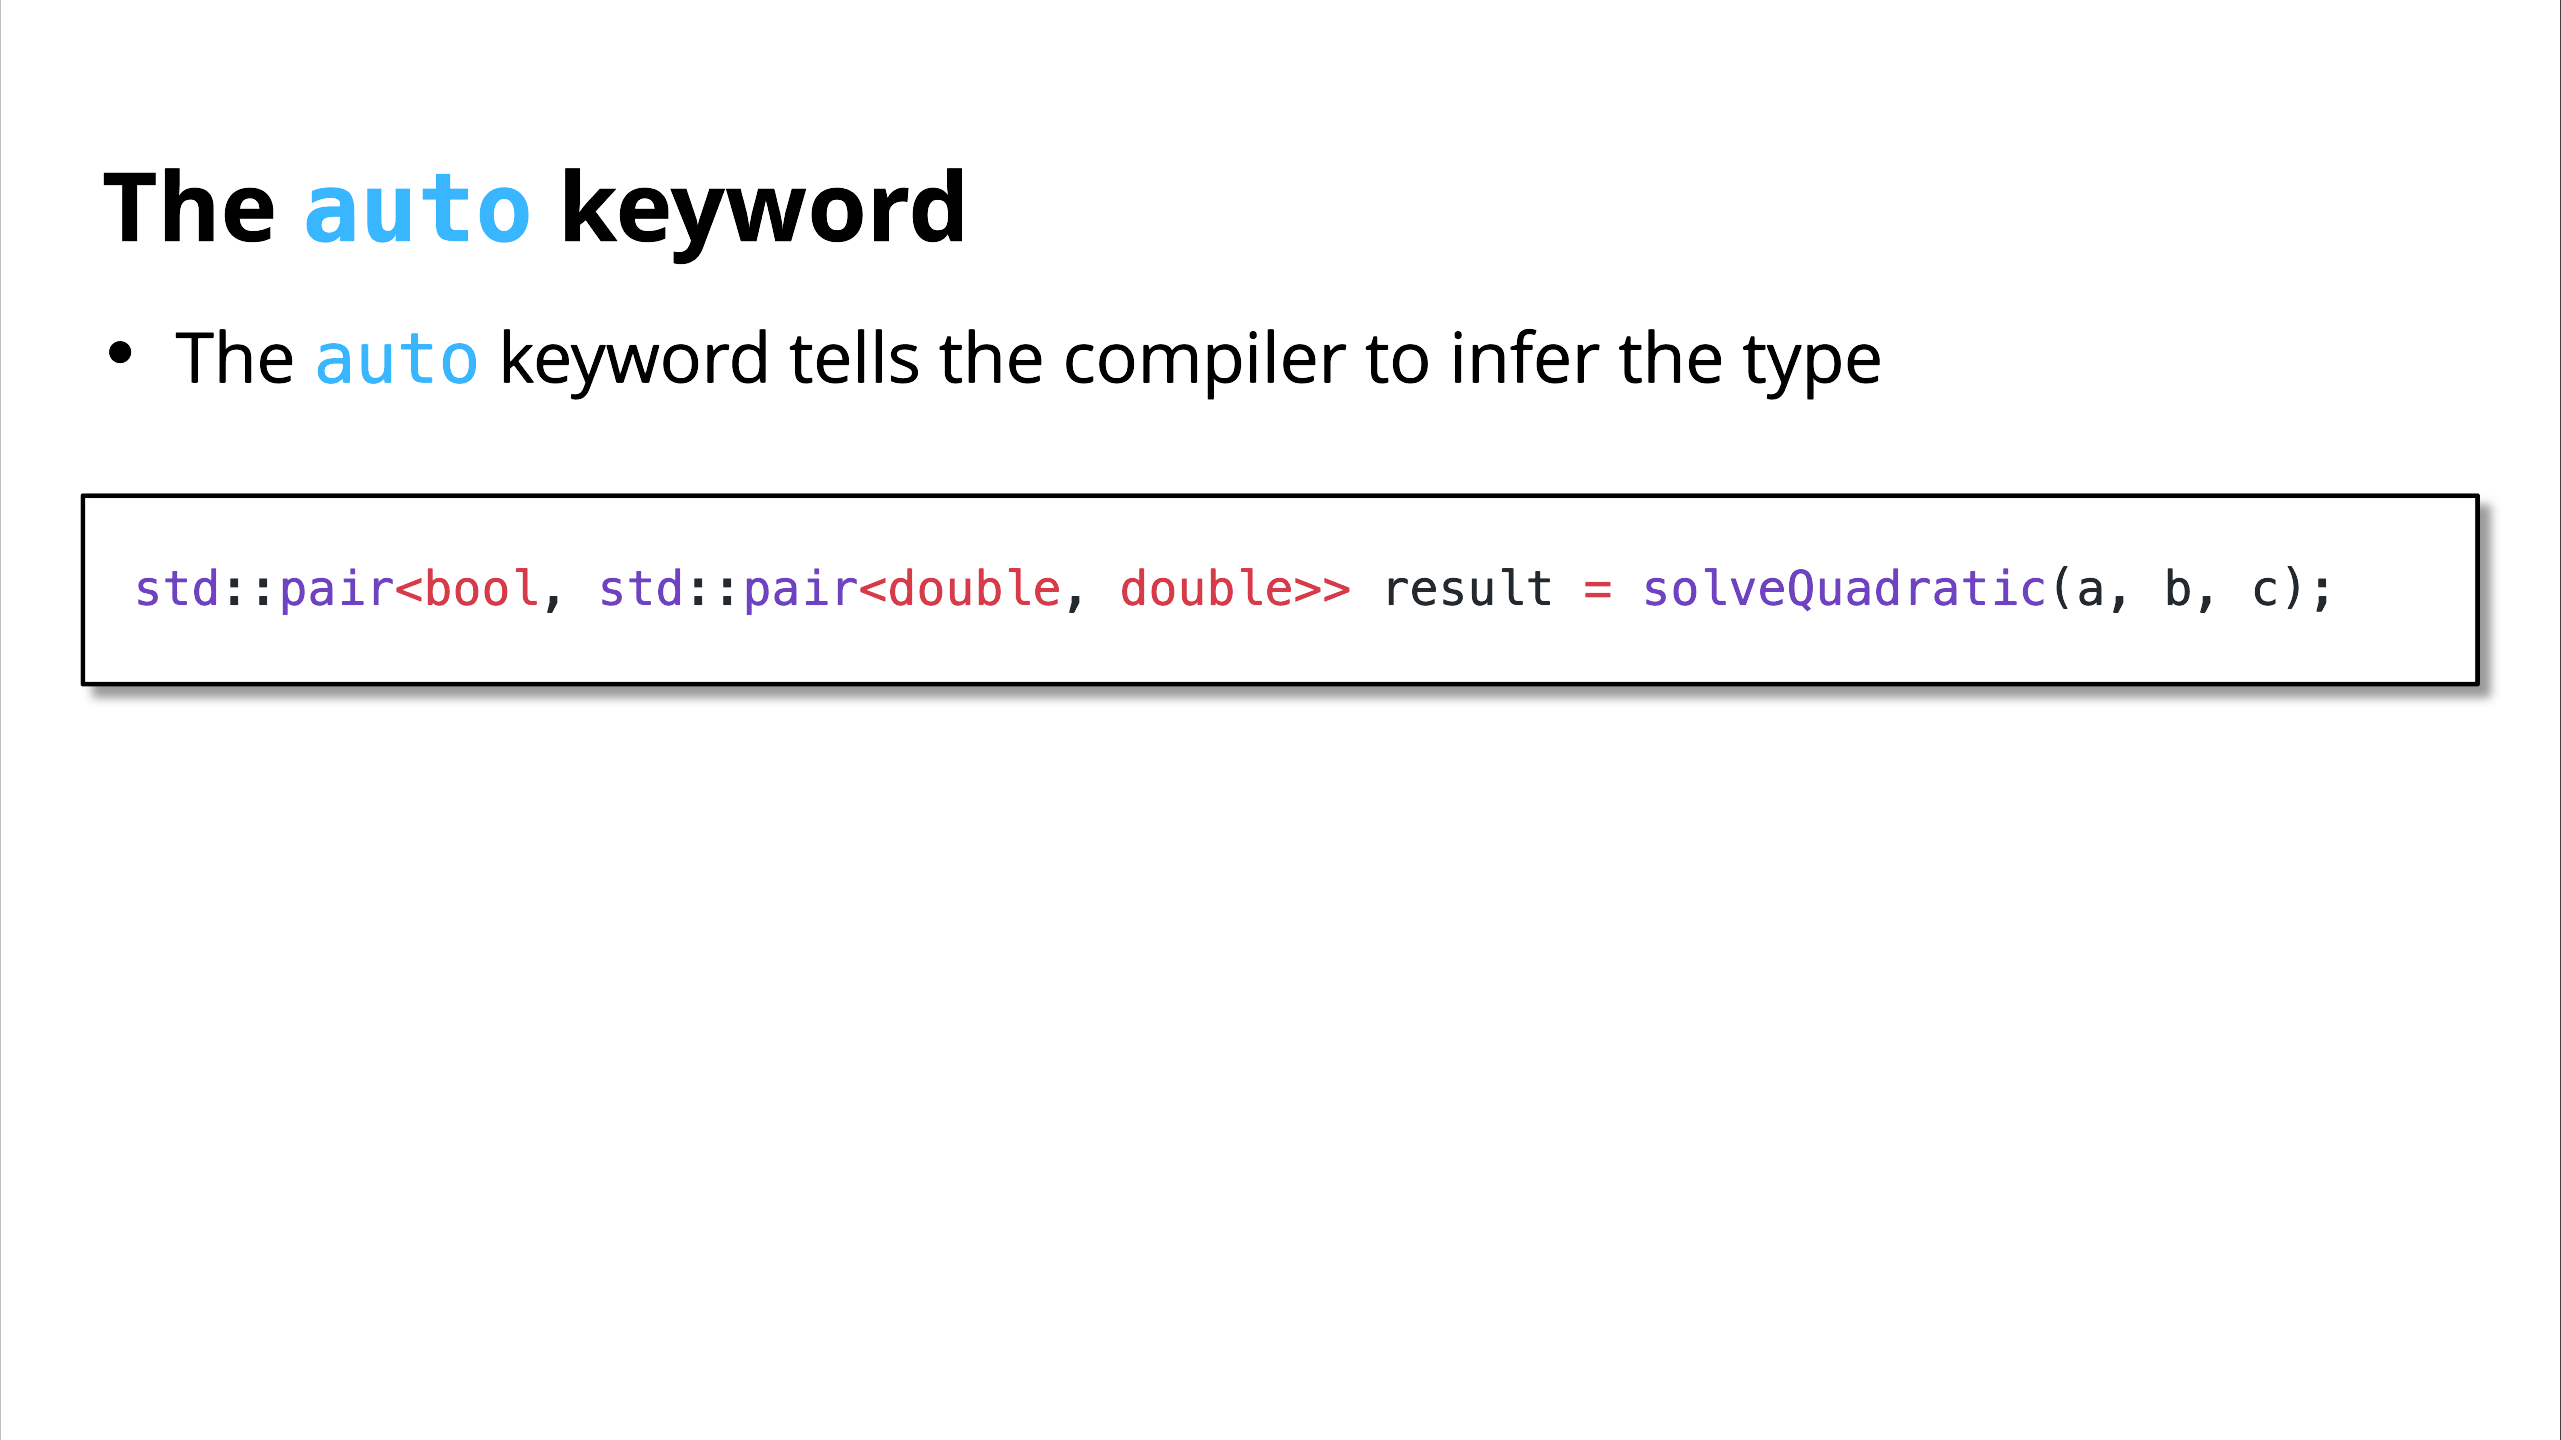 The auto keyword
• The auto keyword tells the compiler to infer the type
std::pair<bool, std::pair<double, double>> result = solveQuadratic(a, b, c);